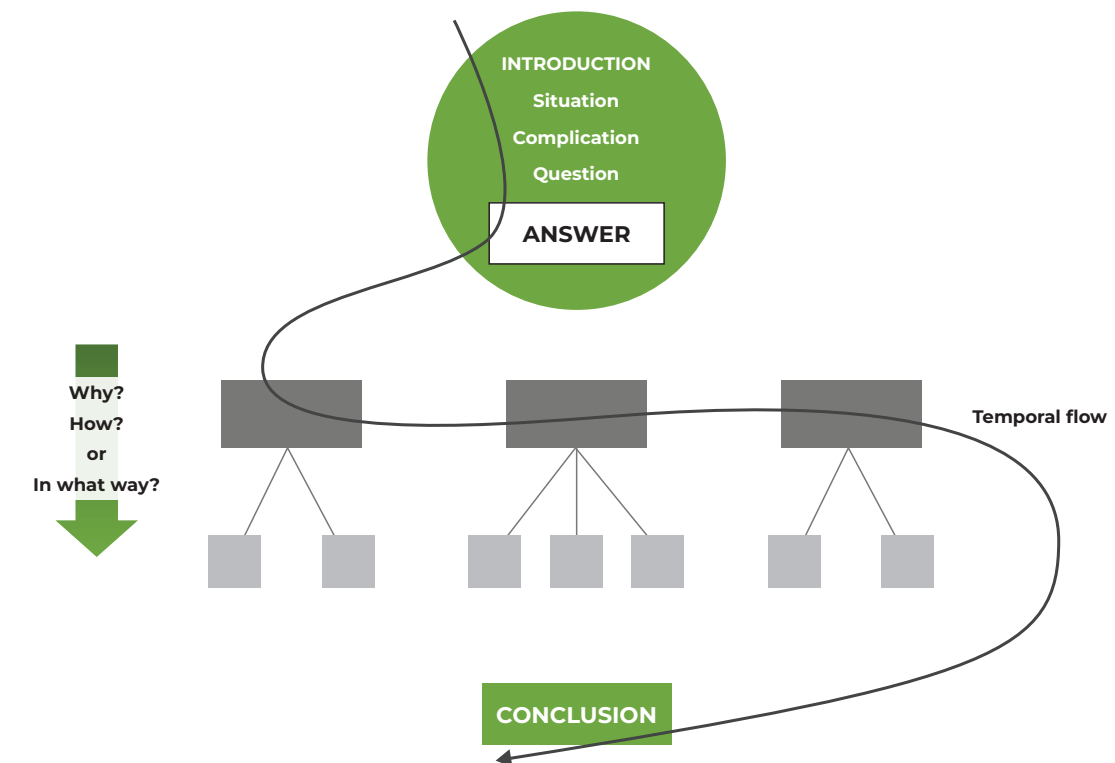 INTRODUCTION
Situation
Complication
Question
ANSWER
Why?
How?
or
In what way?
Temporal flow
CONCLUSION